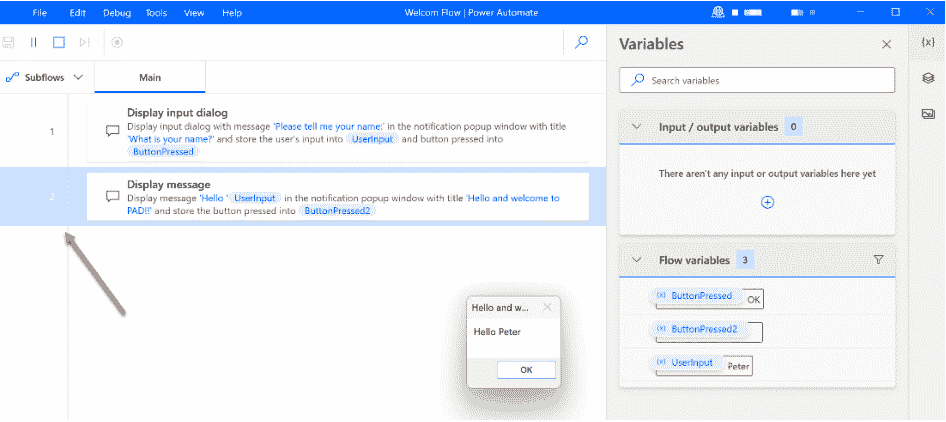 File Edit Debug Tools View Help Welcom Flow | Power Automate
Subflows Main
Variables
{x}
Search variables
1
Display input dialog
Display input dialog with message 'Please tell me your name:' in the notification popup window with title
'What is your name?' and store the user's input into UserInput and button pressed into
ButtonPressed
2
Display message
Display message 'Hello ' UserInput in the notification popup window with title 'Hello and welcome to
PAD!!' and store the button pressed into ButtonPressed2
Input / output variables 0
There aren't any input or output variables here yet
Flow variables 3
(x) ButtonPressed OK
(x) ButtonPressed2
(x) UserInput Peter
Hello and w...
Hello Peter
OK